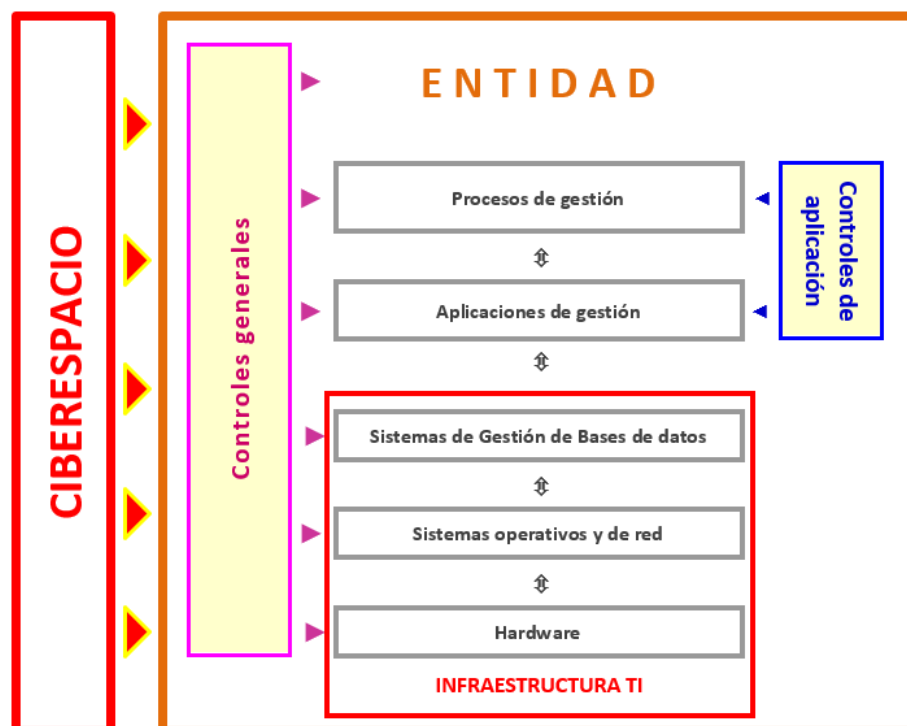 CIBERESPACIO
Controles generales
ENTIDAD
Procesos de gestión
Controles de
aplicación
Aplicaciones de gestión
Sistemas de Gestión de Bases de datos
Sistemas operativos y de red
Hardware
INFRAESTRUCTURA TI